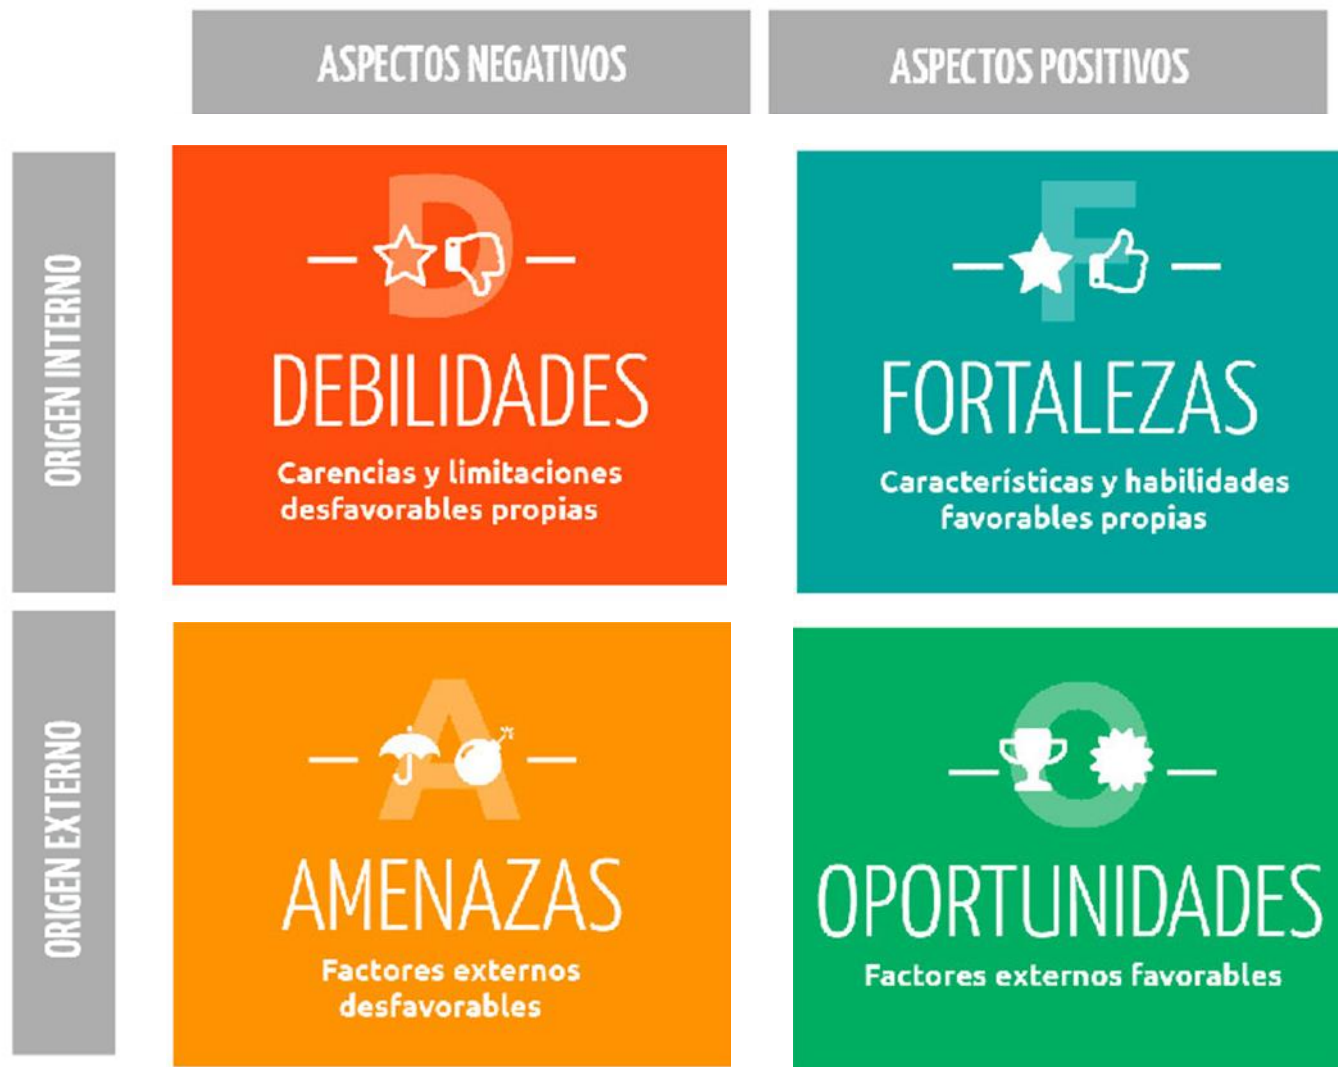 ASPECTOS NEGATIVOS
ASPECTOS POSITIVOS
ORIGEN INTERNO
D
DEBILIDADES
Carencias y limitaciones
desfavorables propias
F
FORTALEZAS
Características y habilidades
favorables propias
ORIGEN EXTERNO
A
AMENAZAS
Factores externos
desfavorables
O
OPORTUNIDADES
Factores externos favorables